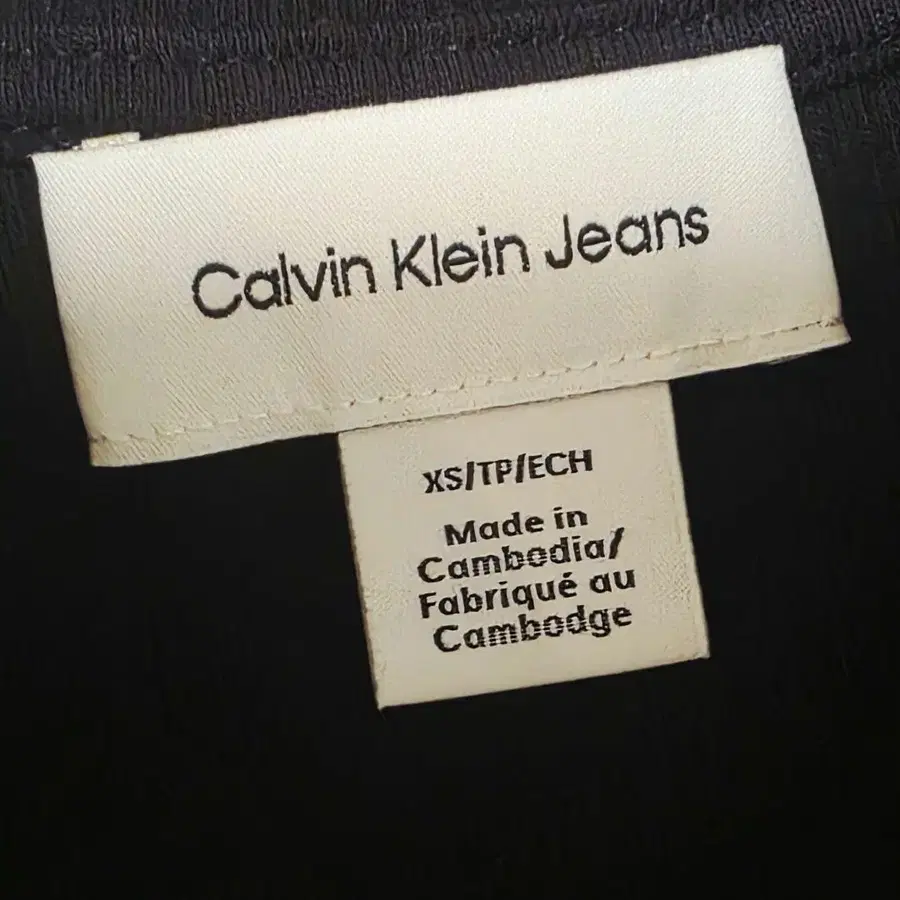 Calvin Klein Jeans
XS/TP/ECH
Made in
Cambodia/
Fabriqué au
Cambodge